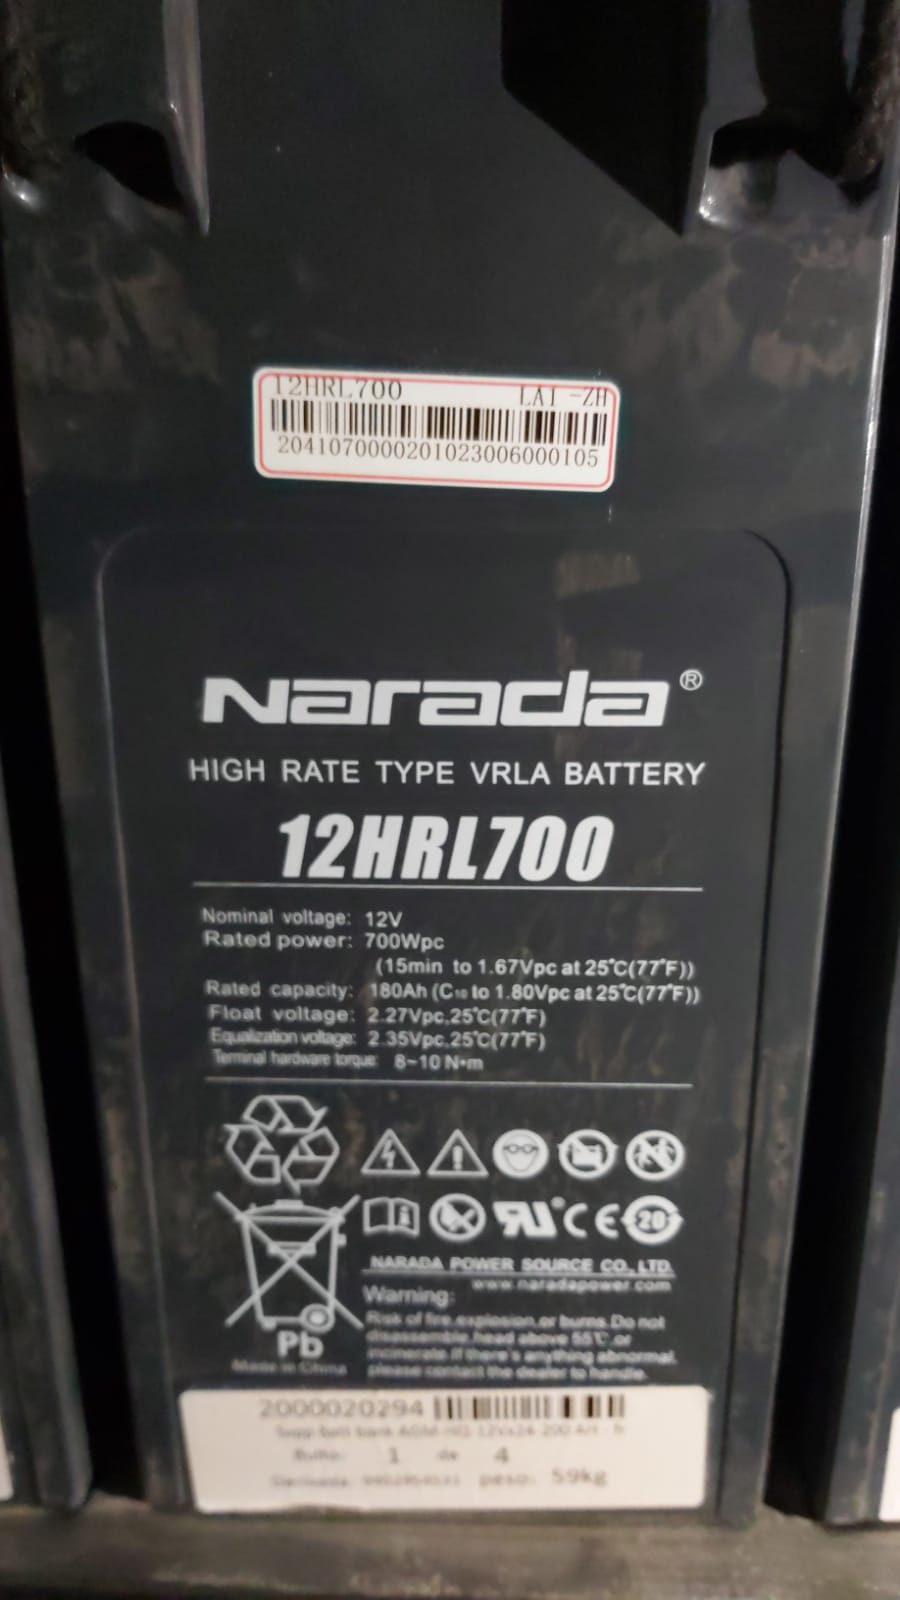 12HRL700 LAI -ZH
2041070000201023006000105
Narada®
HIGH RATE TYPE VRLA BATTERY
12HRL700
Nominal voltage: 12V
Rated power: 700Wpc
(15min to 1.67Vpc at 25℃(77℉))
Rated capacity: 180Ah (C₁₀ to 1.80Vpc at 25℃(77℉))
Float voltage: 2.27Vpc,25℃(77℉)
Equalization voltage: 2.35Vpc,25℃(77℉)
Terminal hardware torque: 8~10 N•m
CE 20
NARADA POWER SOURCE CO., LTD.
www.naradapower.com
Warning:
Risk of fire,explosion,or burns.Do not
disassemble,head above 55℃,or
incinerate.If there's anything abnormal,
please contact the dealer to handle.
Pb
Made in China
2000020294
12Vx24 200 AH
Bulto: 1 de 4
peso: 59kg